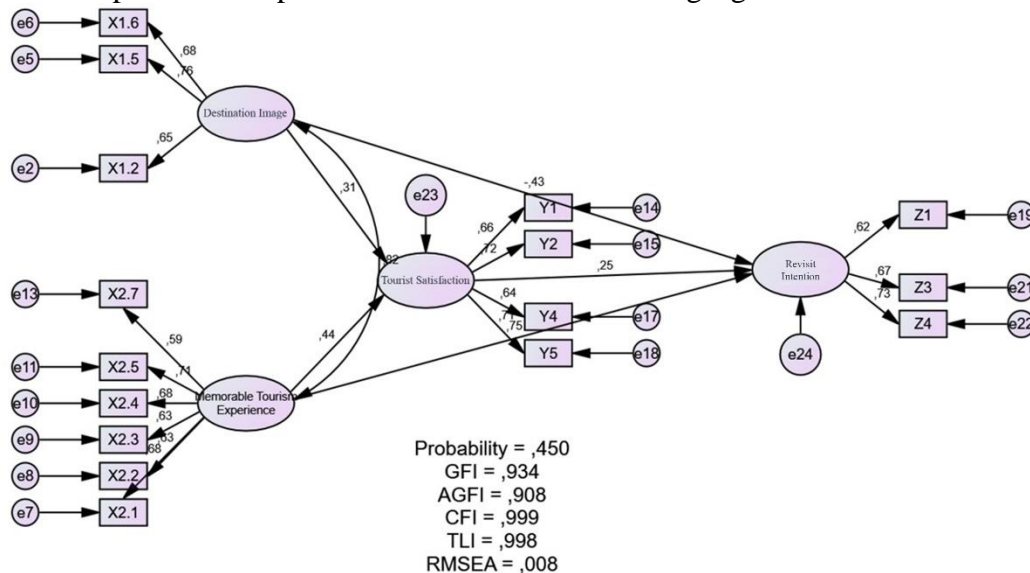 e6
X1.6
,68
e5
X1.5
,76
Destination Image
e2
X1.2
,65
,31
-,43
e23
Y1
e14
,66
Y2
e15
,72
,82
Tourist Satisfaction
,25
Z1
e19
,62
Revisit
Intention
,67
Z3
e21
,73
Z4
e22
e24
,64
Y4
e17
,71
,75
Y5
e18
e13
X2.7
,59
,44
e11
X2.5
,71
e10
X2.4
,68
Memorable Tourism
Experience
e9
X2.3
,63
,63
e8
X2.2
,68
e7
X2.1
Probability = ,450
GFI = ,934
AGFI = ,908
CFI = ,999
TLI = ,998
RMSEA = ,008